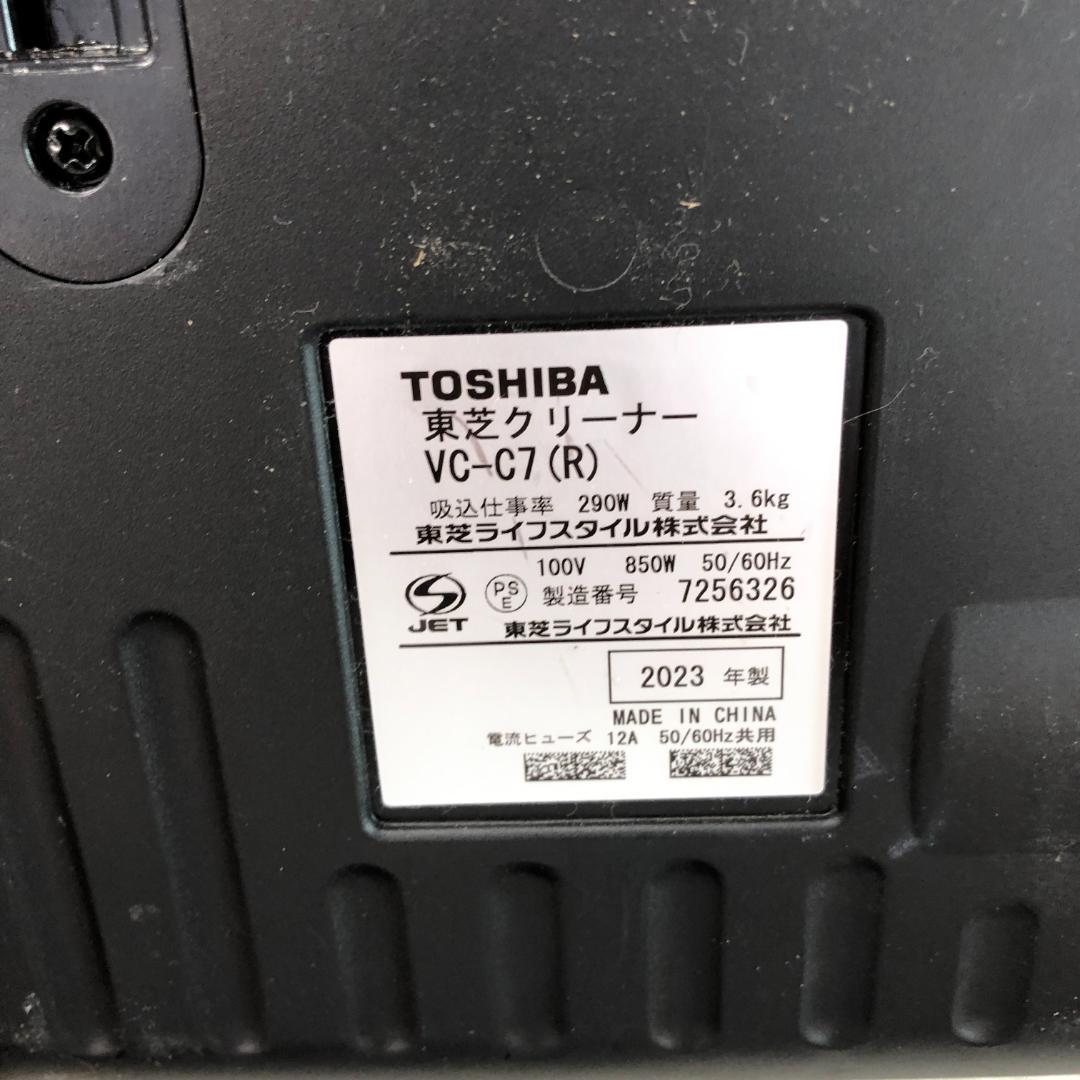 TOSHIBA
東芝クリーナー
VC-C7(R)
吸込仕事率 290W 質量 3.6kg
東芝ライフスタイル株式会社
100V 850W 50/60Hz
JET PSE 製造番号 7256326
東芝ライフスタイル株式会社
2023 年製
MADE IN CHINA
電流ヒューズ 12A 50/60Hz共用